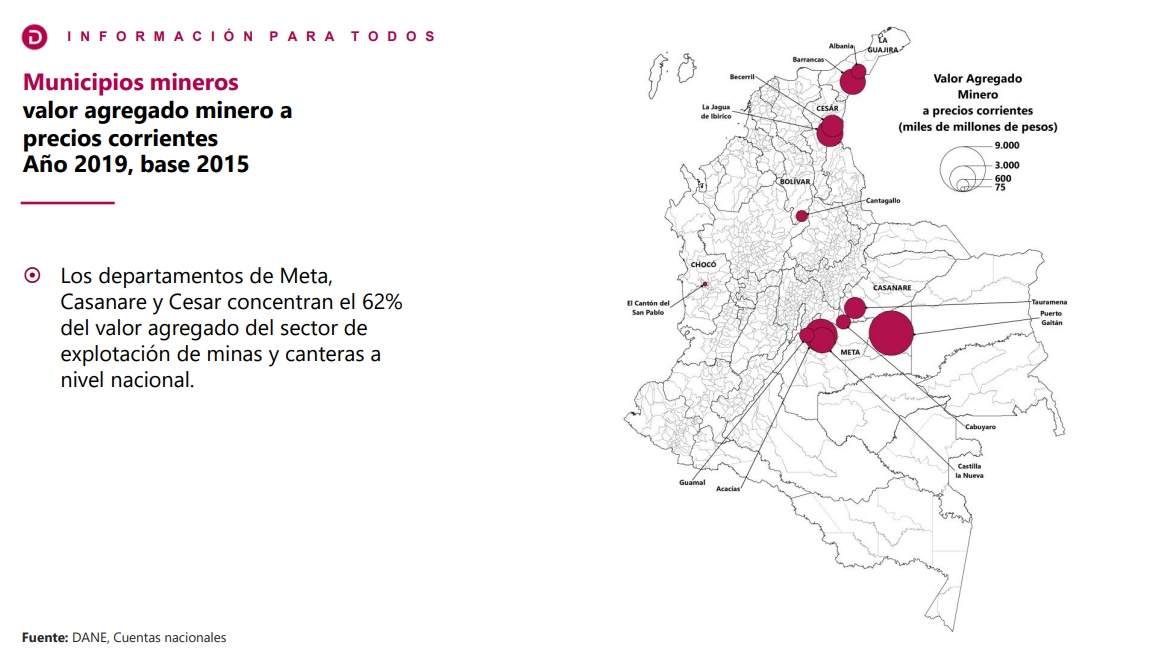 INFORMACIÓN PARA TODOS
Municipios mineros
valor agregado minero a
precios corrientes
Año 2019, base 2015
Los departamentos de Meta,
Casanare y Cesar concentran el 62%
del valor agregado del sector de
explotación de minas y canteras a
nivel nacional.
Fuente: DANE, Cuentas nacionales
Valor Agregado
Minero
a precios corrientes
(miles de millones de pesos)
9.000
3.000
600
75
Albania
LA
GUAJIRA
Barrancas
Becerril
CESAR
La Jagua
de Ibirico
BOLÍVAR
Cantagallo
CHOCÓ
CASANARE
El Cantón del
San Pablo
Tauramena
Puerto
Gaitán
META
Cabuyaro
Castilla
la Nueva
Guamal
Acacías